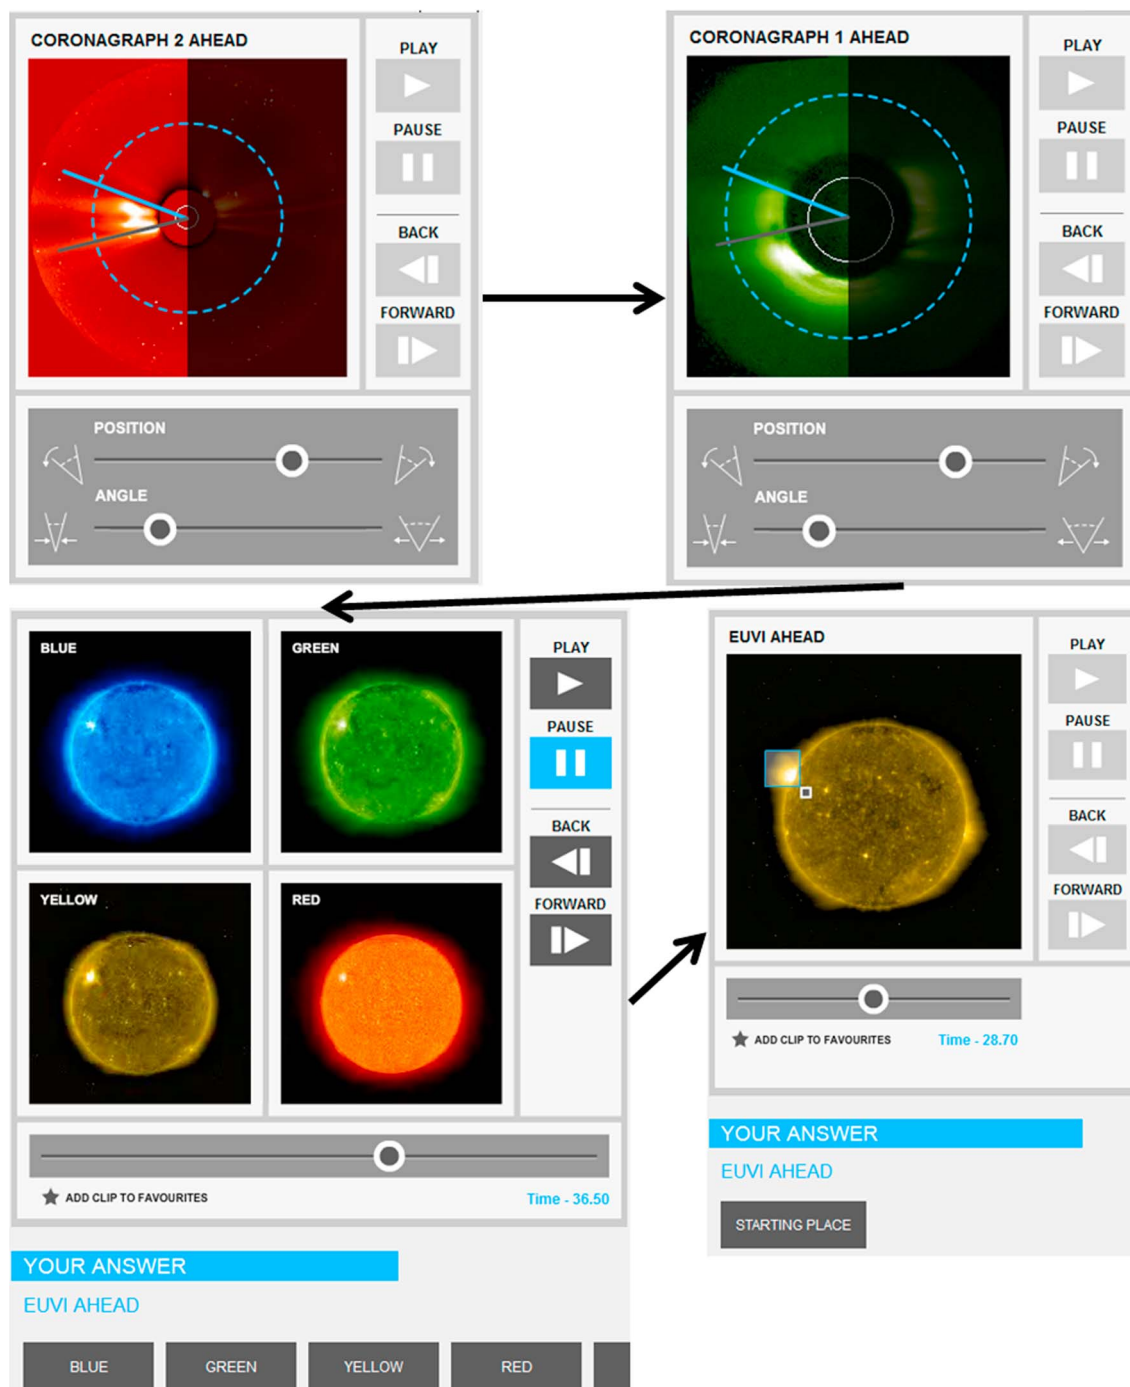 CORONAGRAPH 2 AHEAD
PLAY
PAUSE
BACK
FORWARD
POSITION
ANGLE
CORONAGRAPH 1 AHEAD
PLAY
PAUSE
BACK
FORWARD
POSITION
ANGLE
BLUE
GREEN
YELLOW
RED
PLAY
PAUSE
BACK
FORWARD
ADD CLIP TO FAVOURITES
Time - 36.50
YOUR ANSWER
EUVI AHEAD
BLUE
GREEN
YELLOW
RED
EUVI AHEAD
PLAY
PAUSE
BACK
FORWARD
ADD CLIP TO FAVOURITES
Time - 28.70
YOUR ANSWER
EUVI AHEAD
STARTING PLACE